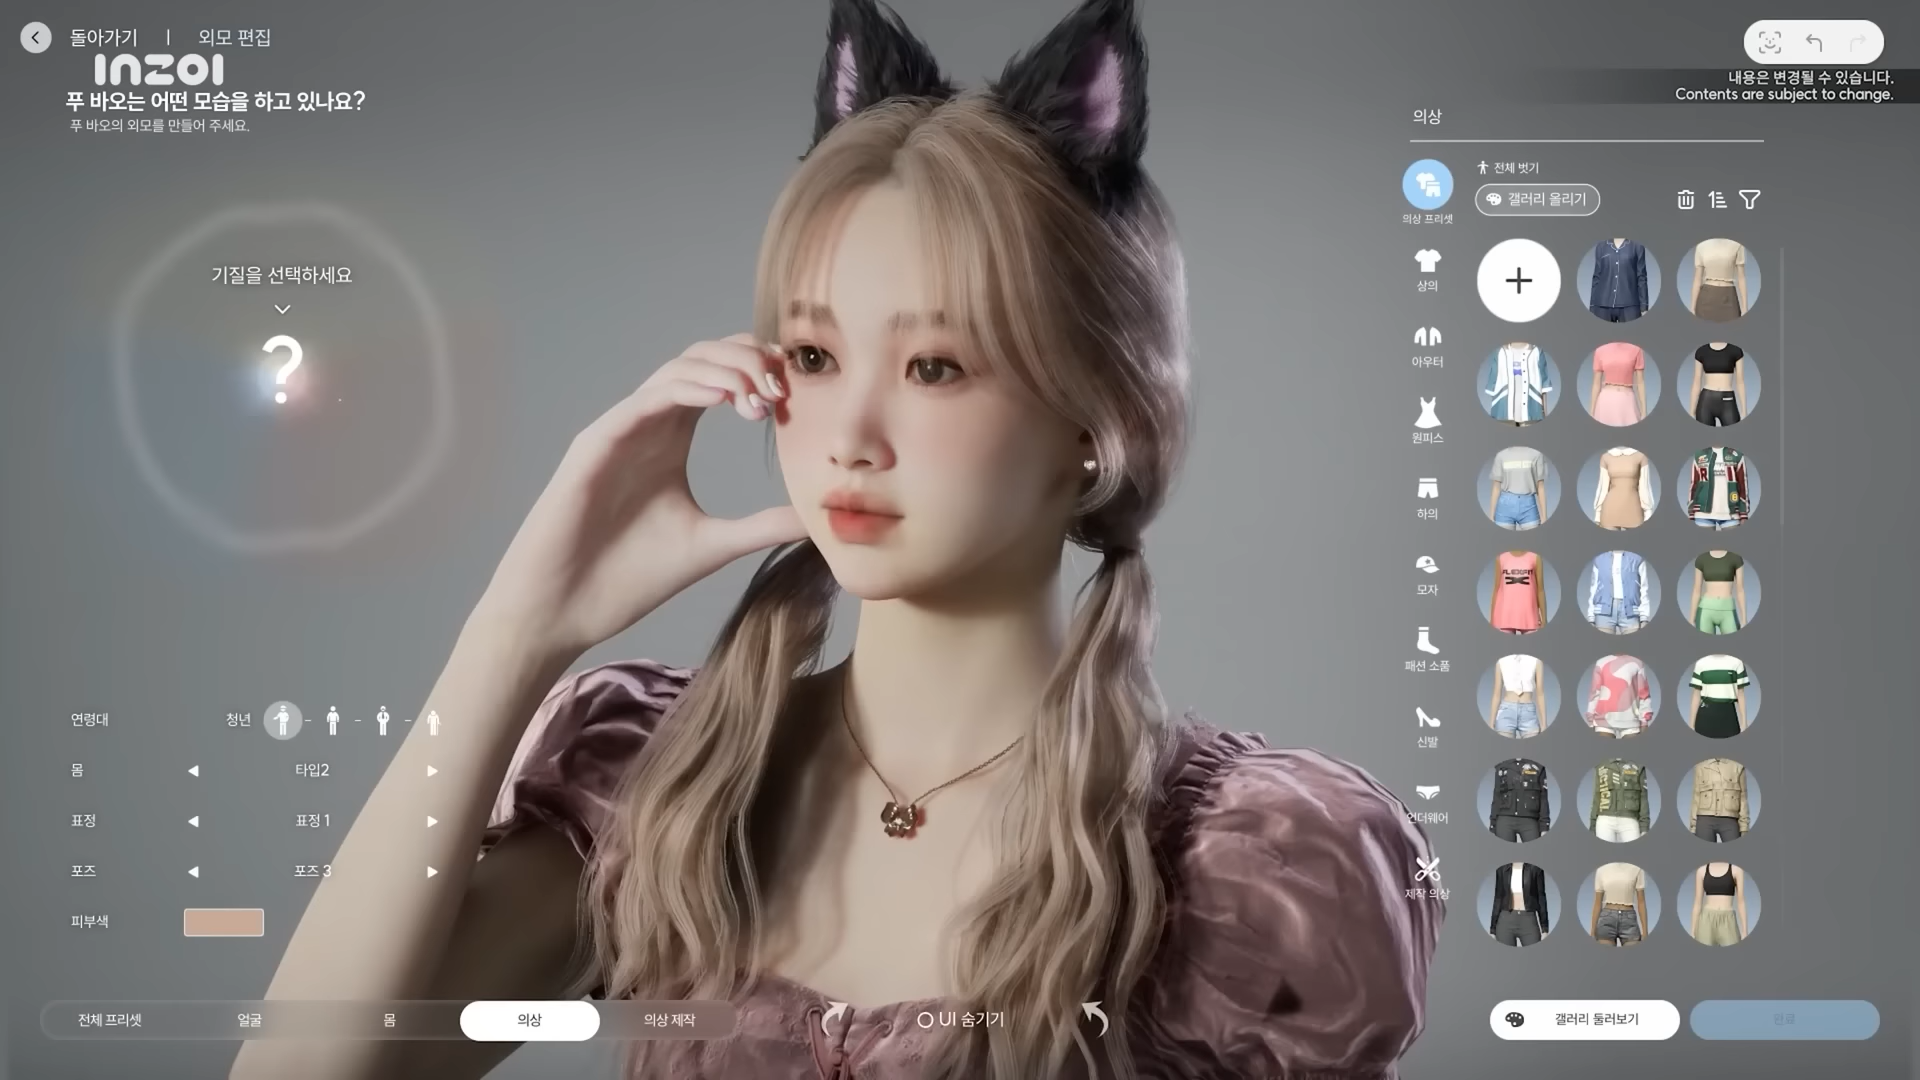 돌아가기 | 외모 편집
inZOI
푸 바오는 어떤 모습을 하고 있나요?
푸 바오의 외모를 만들어 주세요.
내용은 변경될 수 있습니다.
Contents are subject to change.
의상
전체 벗기
갤러리 올리기
의상 프리셋
상의
아우터
원피스
하의
모자
패션 소품
신발
언더웨어
제작 의상
기질을 선택하세요
?
연령대 청년
몸 타입2
표정 표정 1
포즈 포즈 3
피부색
전체 프리셋 얼굴 몸 의상 의상 제작
UI 숨기기
갤러리 둘러보기 완료